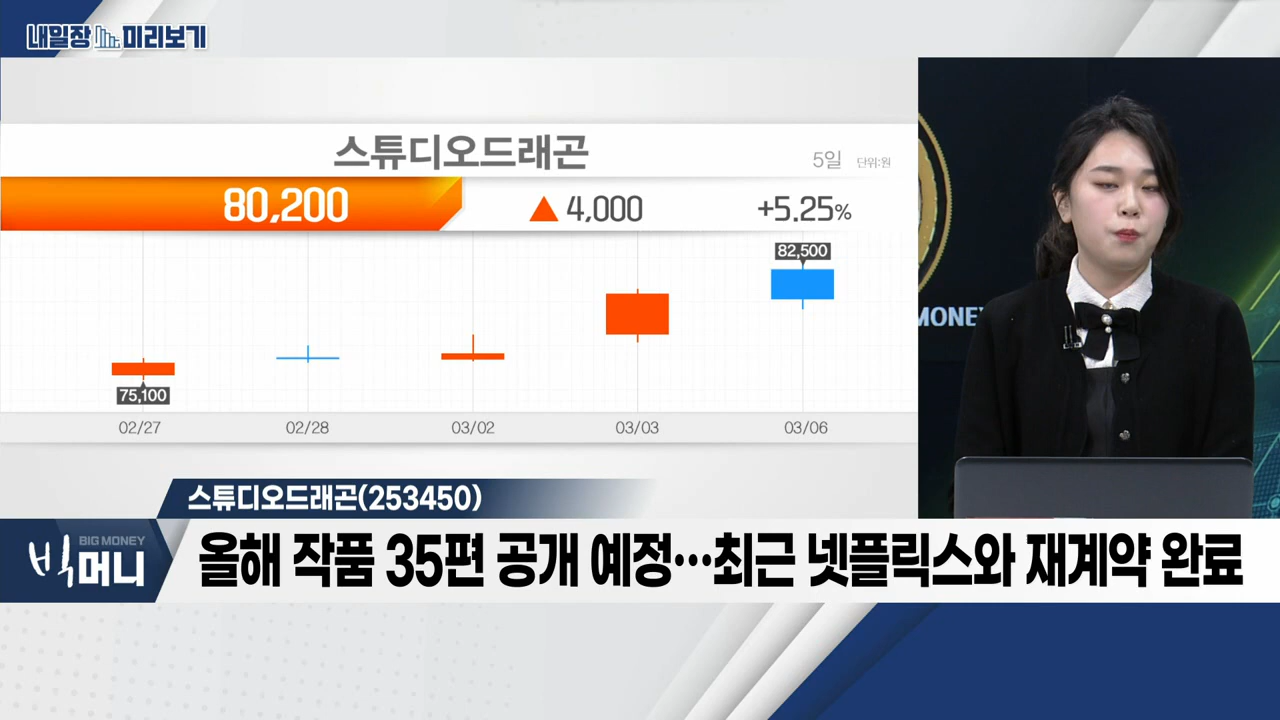 내일장 미리보기
스튜디오드래곤
5일 단위:원
80,200 ▲ 4,000 +5.25%
82,500
75,100
02/27 02/28 03/02 03/03 03/06
MONEY
스튜디오드래곤(253450)
BIG MONEY
빅머니
올해 작품 35편 공개 예정…최근 넷플릭스와 재계약 완료